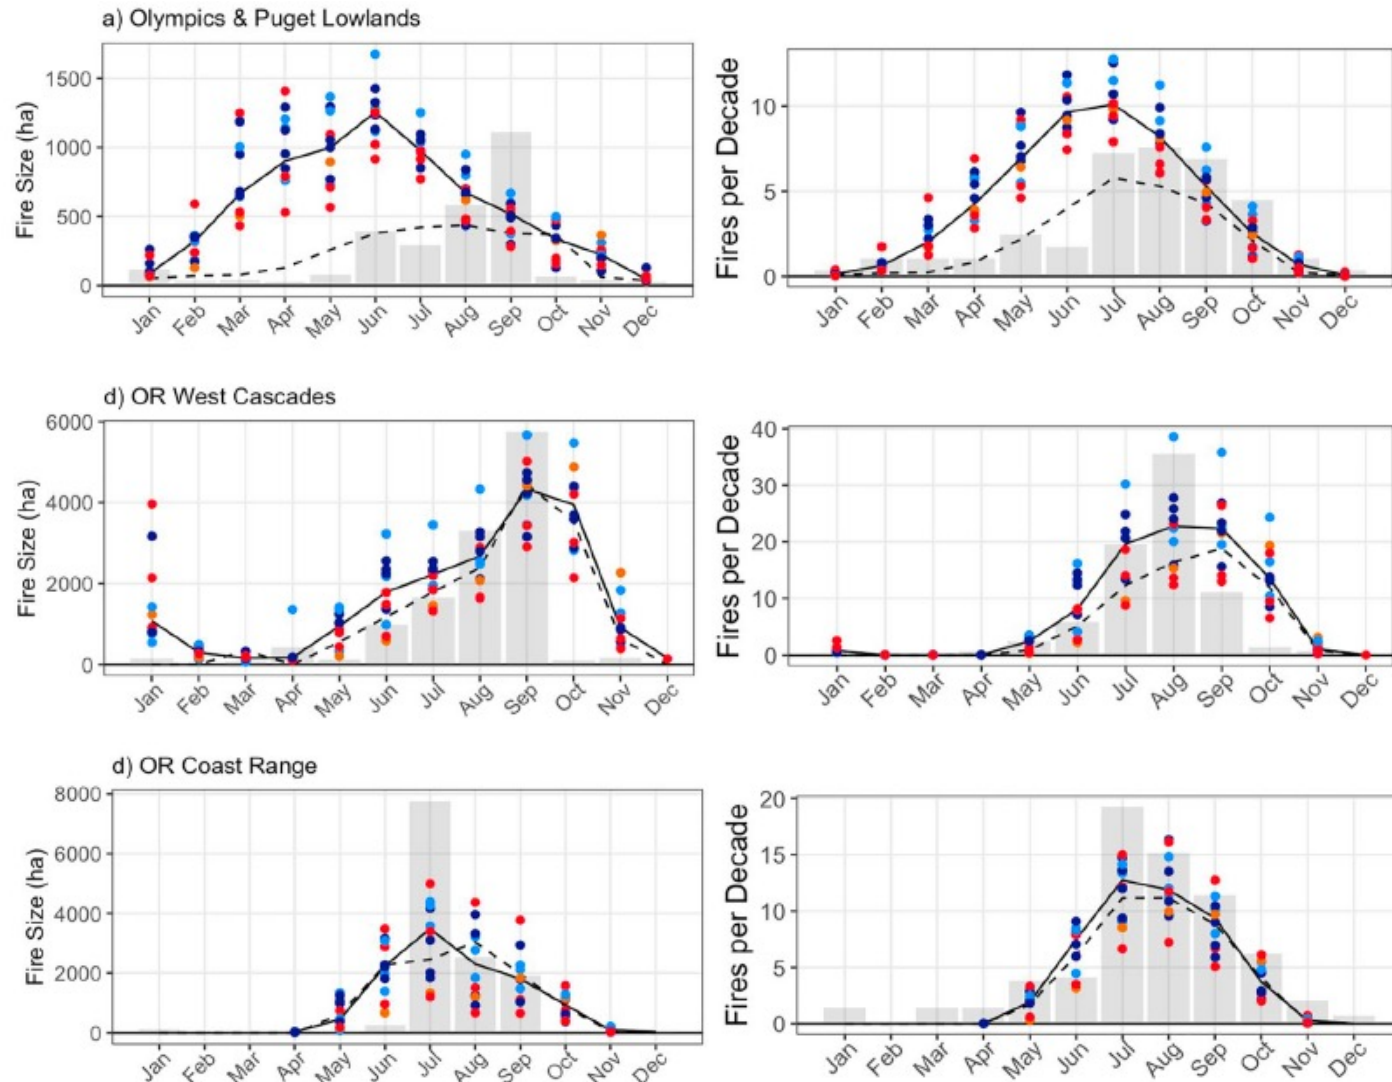 a) Olympics & Puget Lowlands
Fire Size (ha)
1500
1000
500
0
Jan Feb Mar Apr May Jun Jul Aug Sep Oct Nov Dec
Fires per Decade
10
5
0
Jan Feb Mar Apr May Jun Jul Aug Sep Oct Nov Dec
d) OR West Cascades
Fire Size (ha)
6000
4000
2000
0
Jan Feb Mar Apr May Jun Jul Aug Sep Oct Nov Dec
Fires per Decade
40
30
20
10
0
Jan Feb Mar Apr May Jun Jul Aug Sep Oct Nov Dec
d) OR Coast Range
Fire Size (ha)
8000
6000
4000
2000
0
Jan Feb Mar Apr May Jun Jul Aug Sep Oct Nov Dec
Fires per Decade
20
15
10
5
0
Jan Feb Mar Apr May Jun Jul Aug Sep Oct Nov Dec